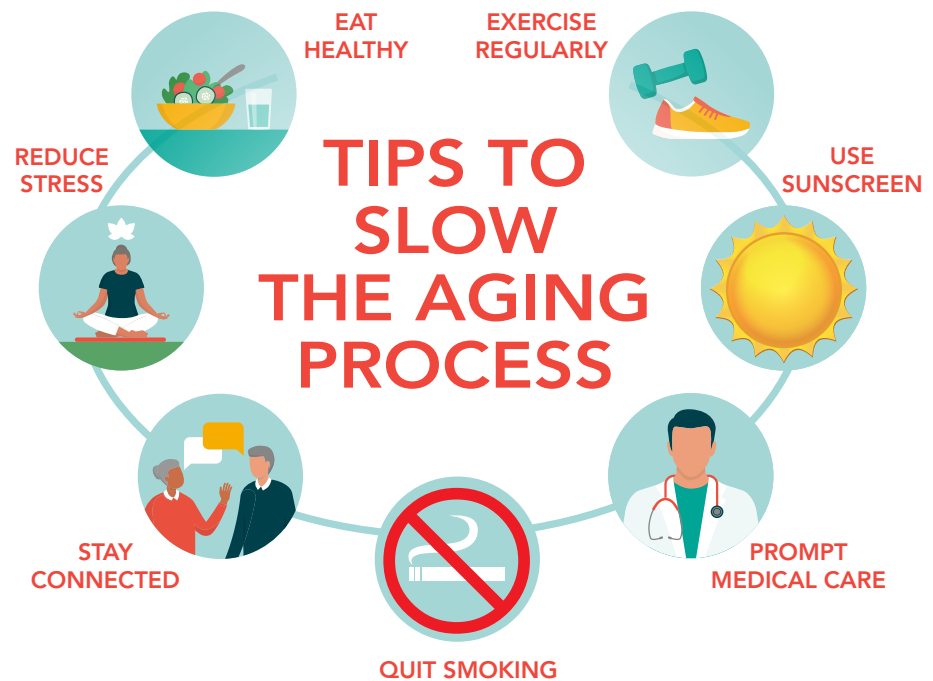 EAT
HEALTHY
EXERCISE
REGULARLY
TIPS TO
SLOW
THE AGING
PROCESS
REDUCE
STRESS
USE
SUNSCREEN
STAY
CONNECTED
PROMPT
MEDICAL CARE
QUIT SMOKING